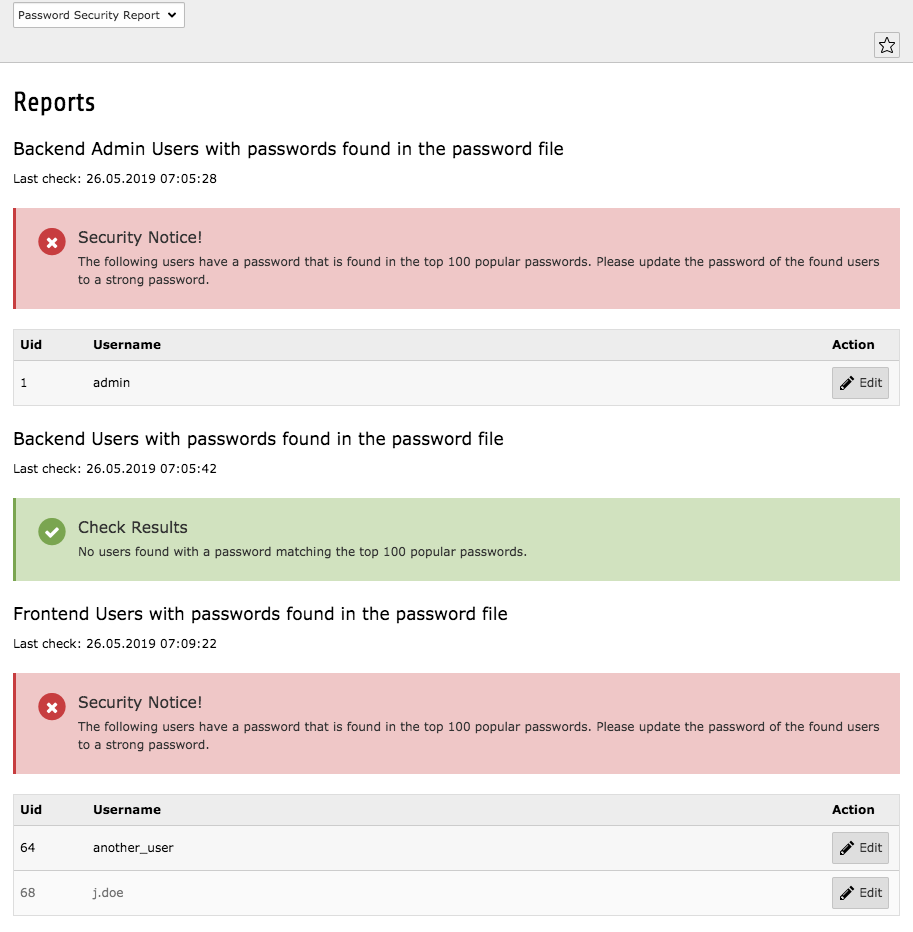 Password Security Report
Reports
Backend Admin Users with passwords found in the password file
Last check: 26.05.2019 07:05:28
Security Notice!
The following users have a password that is found in the top 100 popular passwords. Please update the password of the found users
to a strong password.
Uid Username Action
1 admin Edit
Backend Users with passwords found in the password file
Last check: 26.05.2019 07:05:42
Check Results
No users found with a password matching the top 100 popular passwords.
Frontend Users with passwords found in the password file
Last check: 26.05.2019 07:09:22
Security Notice!
The following users have a password that is found in the top 100 popular passwords. Please update the password of the found users
to a strong password.
Uid Username Action
64 another_user Edit
68 j.doe Edit